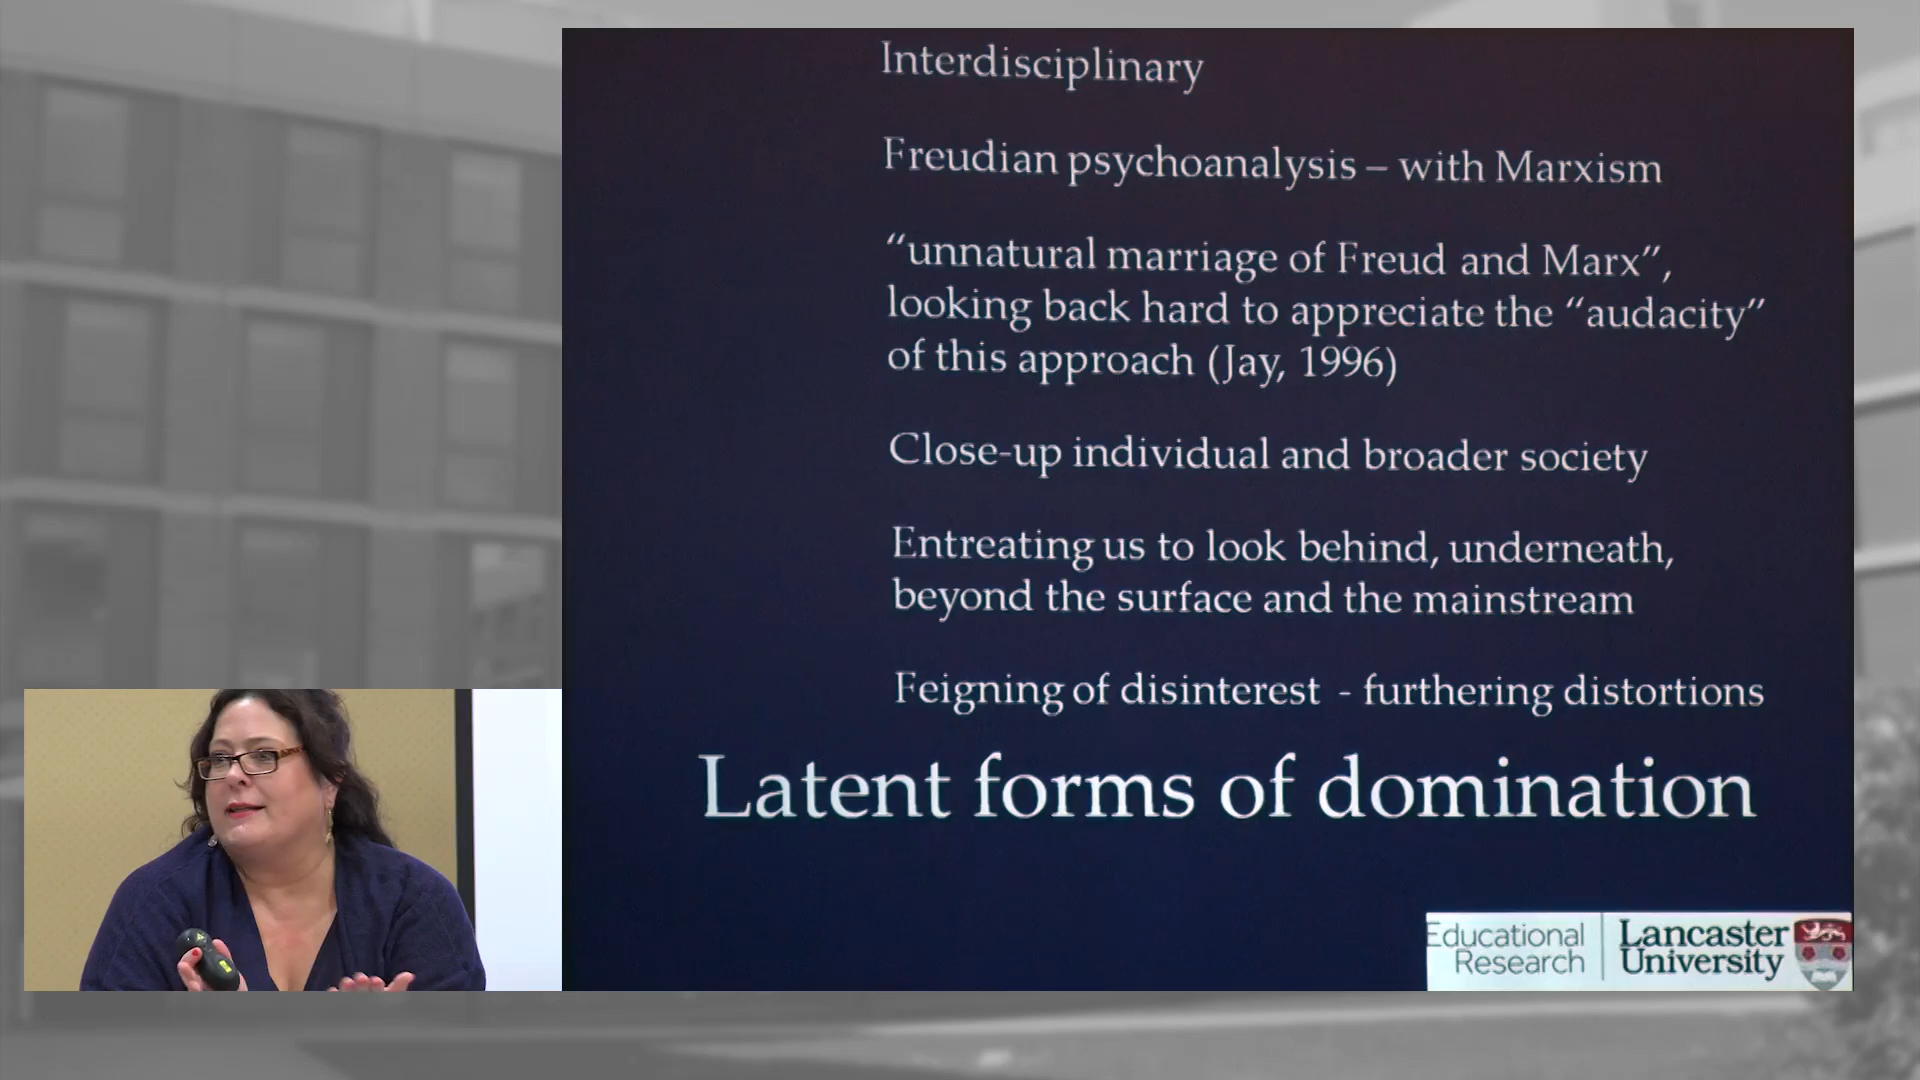 Interdisciplinary
Freudian psychoanalysis – with Marxism
“unnatural marriage of Freud and Marx”,
looking back hard to appreciate the “audacity”
of this approach (Jay, 1996)
Close-up individual and broader society
Entreating us to look behind, underneath,
beyond the surface and the mainstream
Feigning of disinterest - furthering distortions
Latent forms of domination
Educational
Research
Lancaster
University